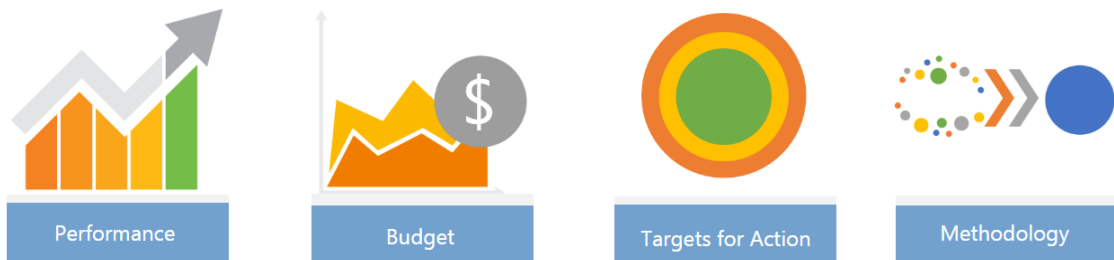 $
Performance
Budget
Targets for Action
Methodology